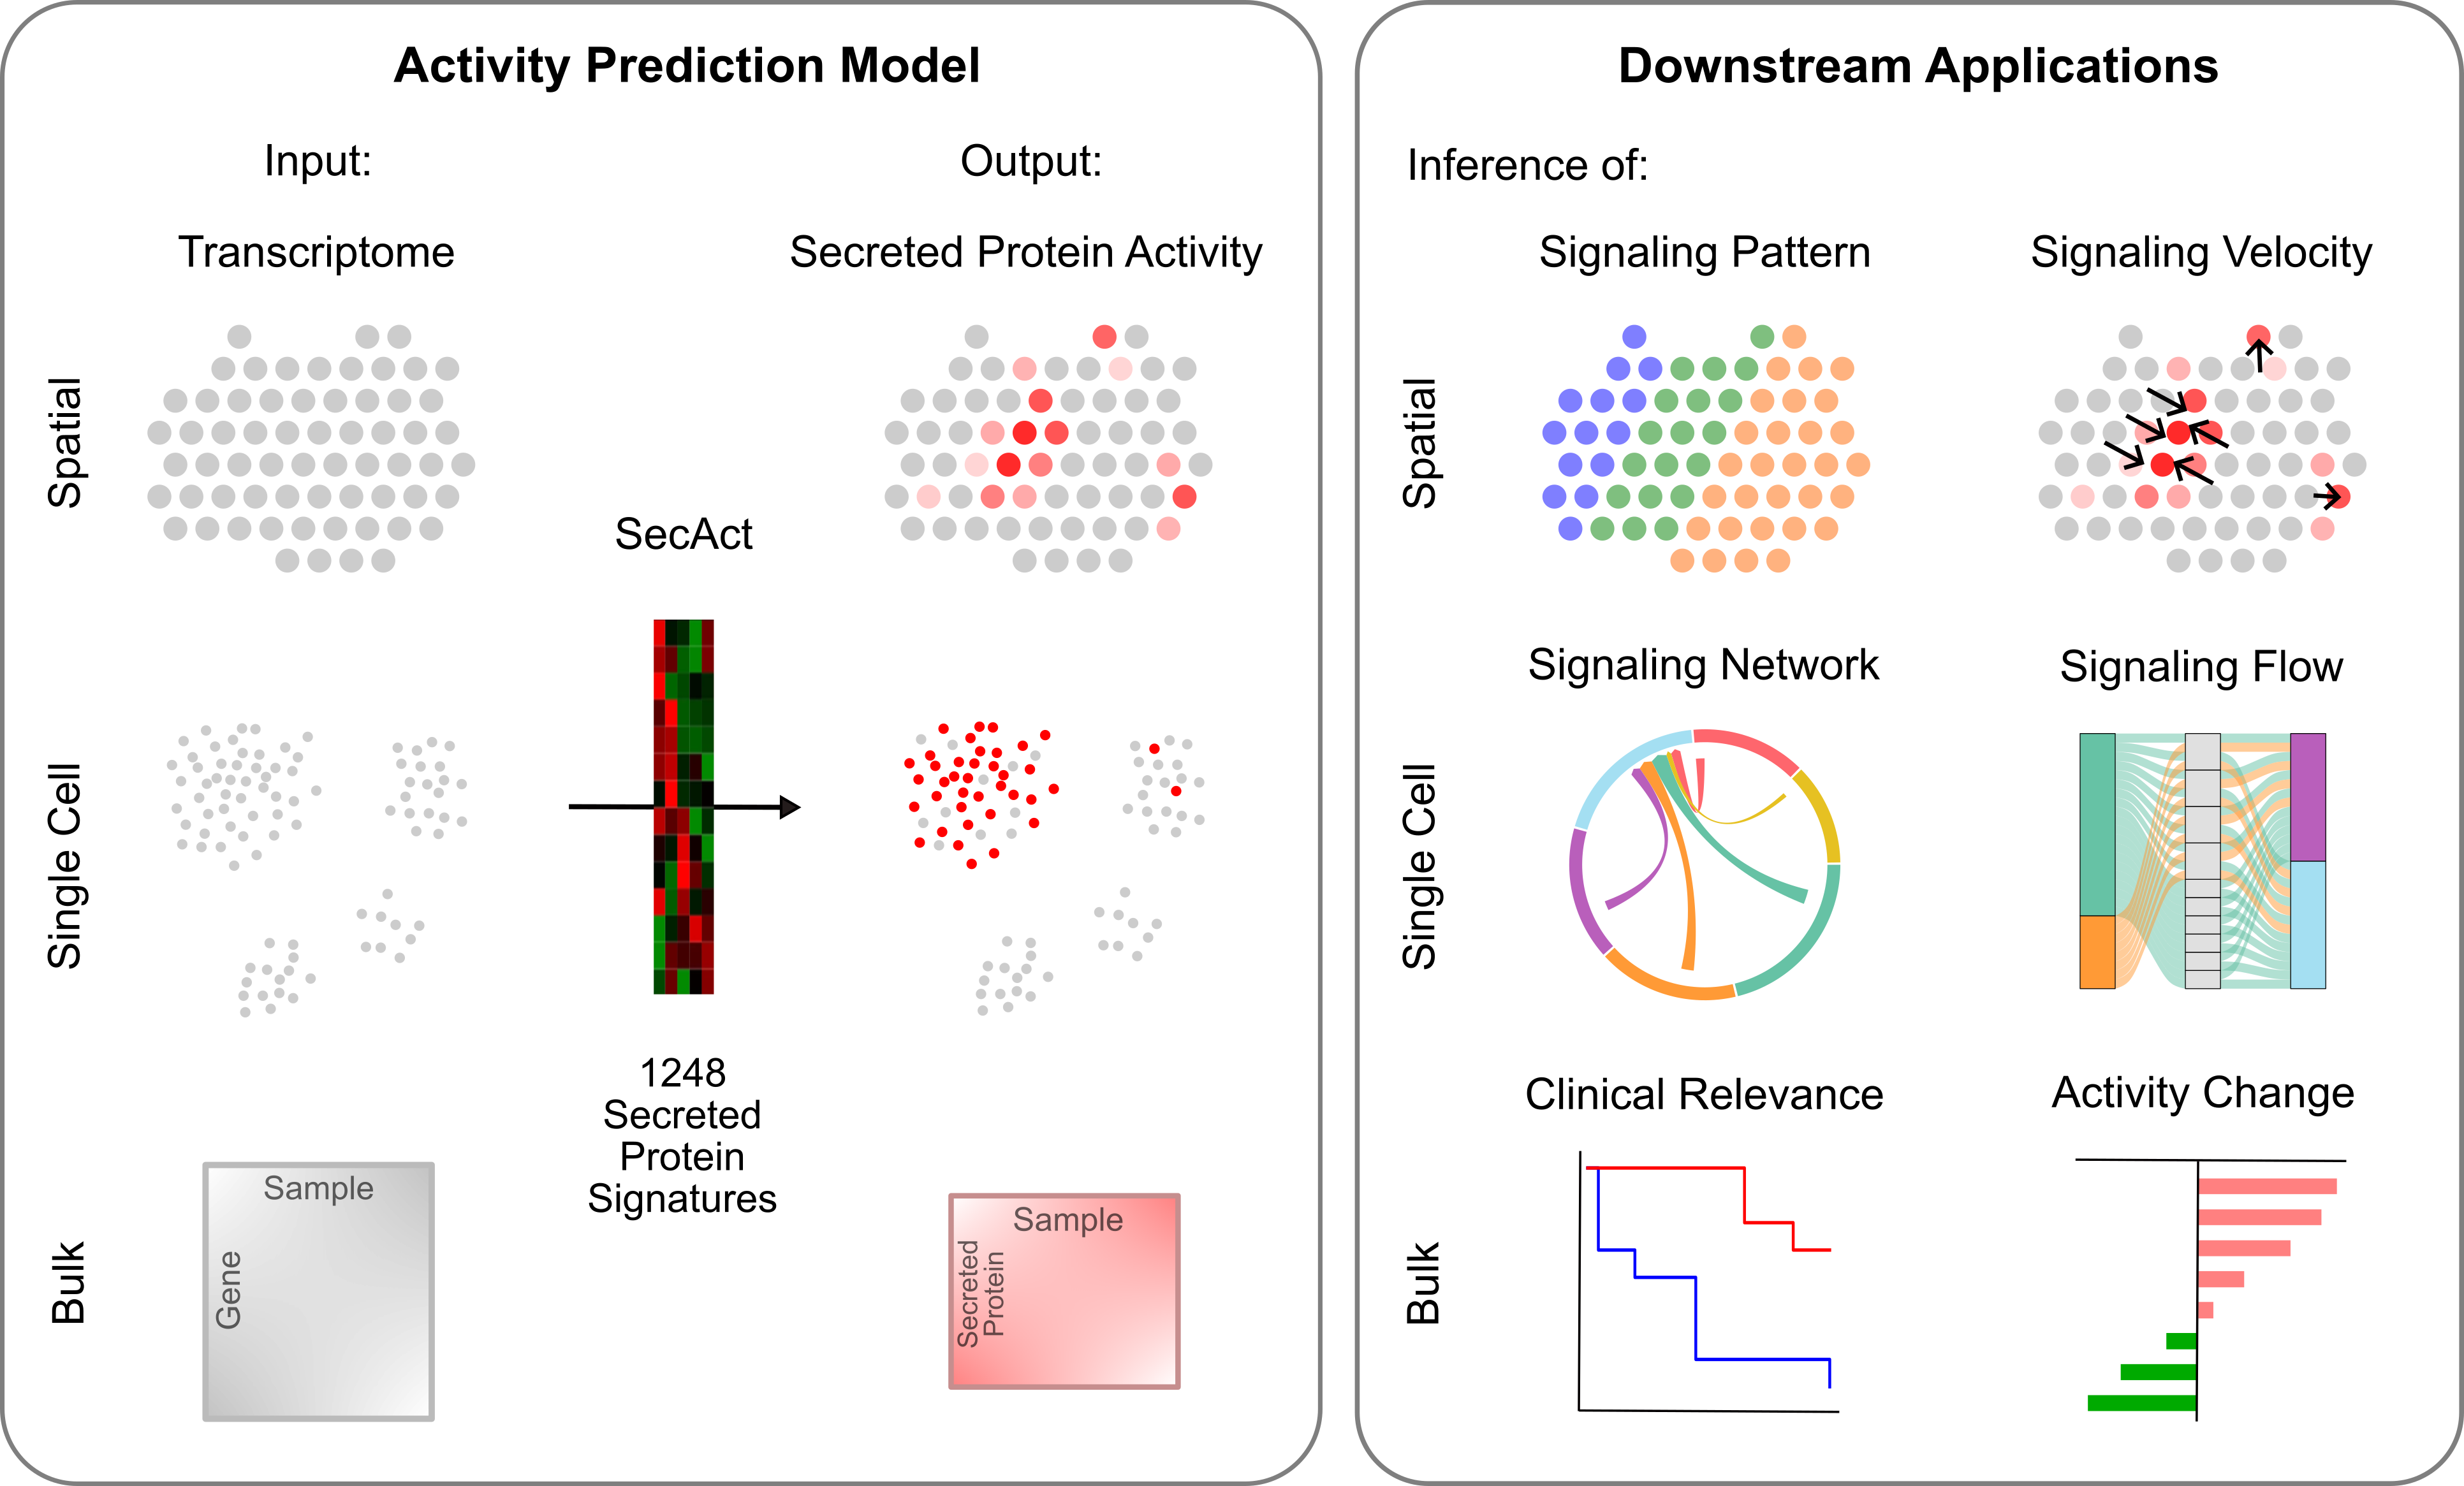 Activity Prediction Model
Input:
Output:
Transcriptome
Secreted Protein Activity
Spatial
SecAct
Single Cell
1248
Secreted
Protein
Signatures
Bulk
Sample
Gene
Sample
Secreted
Protein
Downstream Applications
Inference of:
Signaling Pattern
Signaling Velocity
Spatial
Signaling Network
Signaling Flow
Single Cell
Clinical Relevance
Activity Change
Bulk